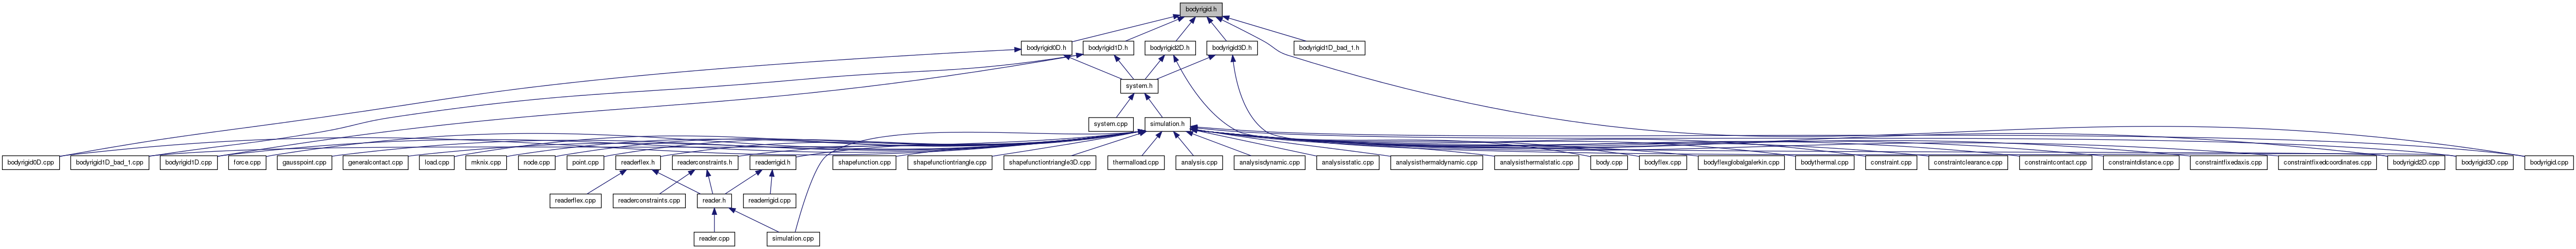 bodyrigid.h
bodyrigid0D.h
bodyrigid1D.h
bodyrigid2D.h
bodyrigid3D.h
bodyrigid1D_bad_1.h
system.h
system.cpp
simulation.h
bodyrigid0D.cpp
bodyrigid1D_bad_1.cpp
bodyrigid1D.cpp
force.cpp
gausspoint.cpp
generalcontact.cpp
load.cpp
mknix.cpp
node.cpp
point.cpp
readerflex.h
readerconstraints.h
readerrigid.h
shapefunction.cpp
shapefunctiontriangle.cpp
shapefunctiontriangle3D.cpp
thermalload.cpp
analysis.cpp
analysisdynamic.cpp
analysisstatic.cpp
analysisthermaldynamic.cpp
analysisthermalstatic.cpp
body.cpp
bodyflex.cpp
bodyflexglobalgalerkin.cpp
bodythermal.cpp
constraint.cpp
constraintclearance.cpp
constraintcontact.cpp
constraintdistance.cpp
constraintfixedaxis.cpp
constraintfixedcoordinates.cpp
bodyrigid2D.cpp
bodyrigid3D.cpp
bodyrigid.cpp
readerflex.cpp
readerconstraints.cpp
reader.h
readerrigid.cpp
reader.cpp
simulation.cpp